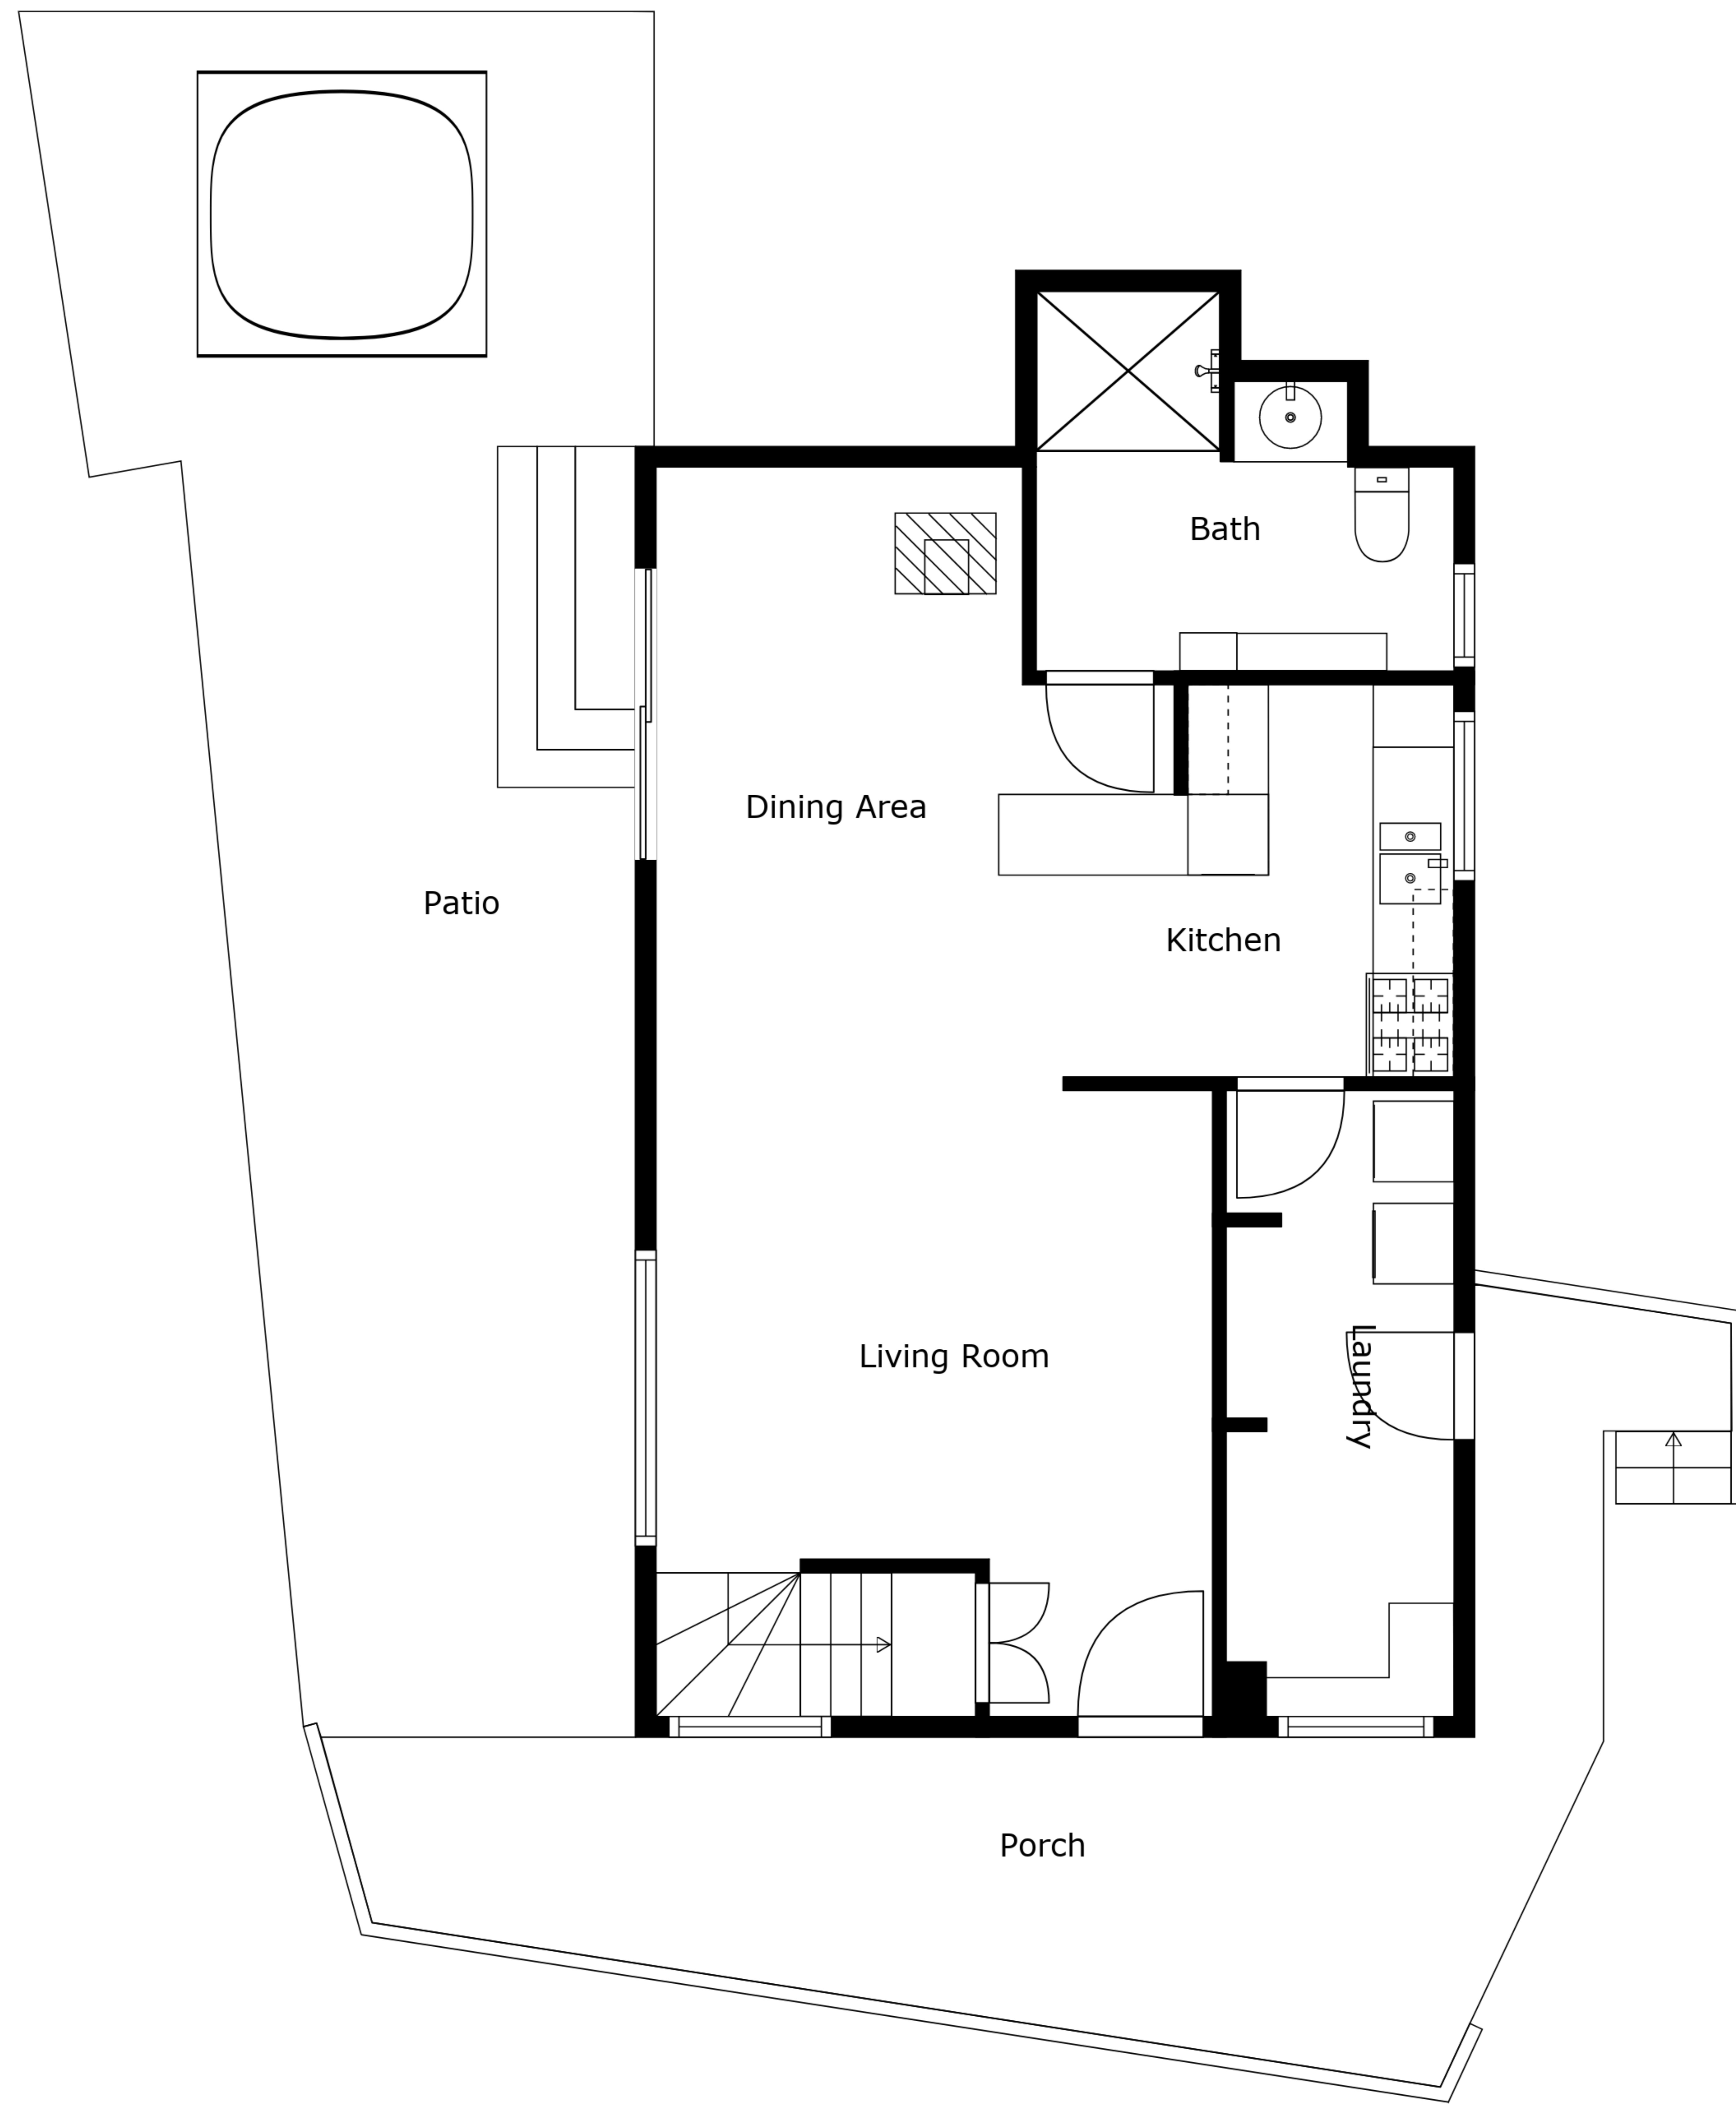 Bath
Dining Area
Patio
Kitchen
Living Room
Laundry
Porch